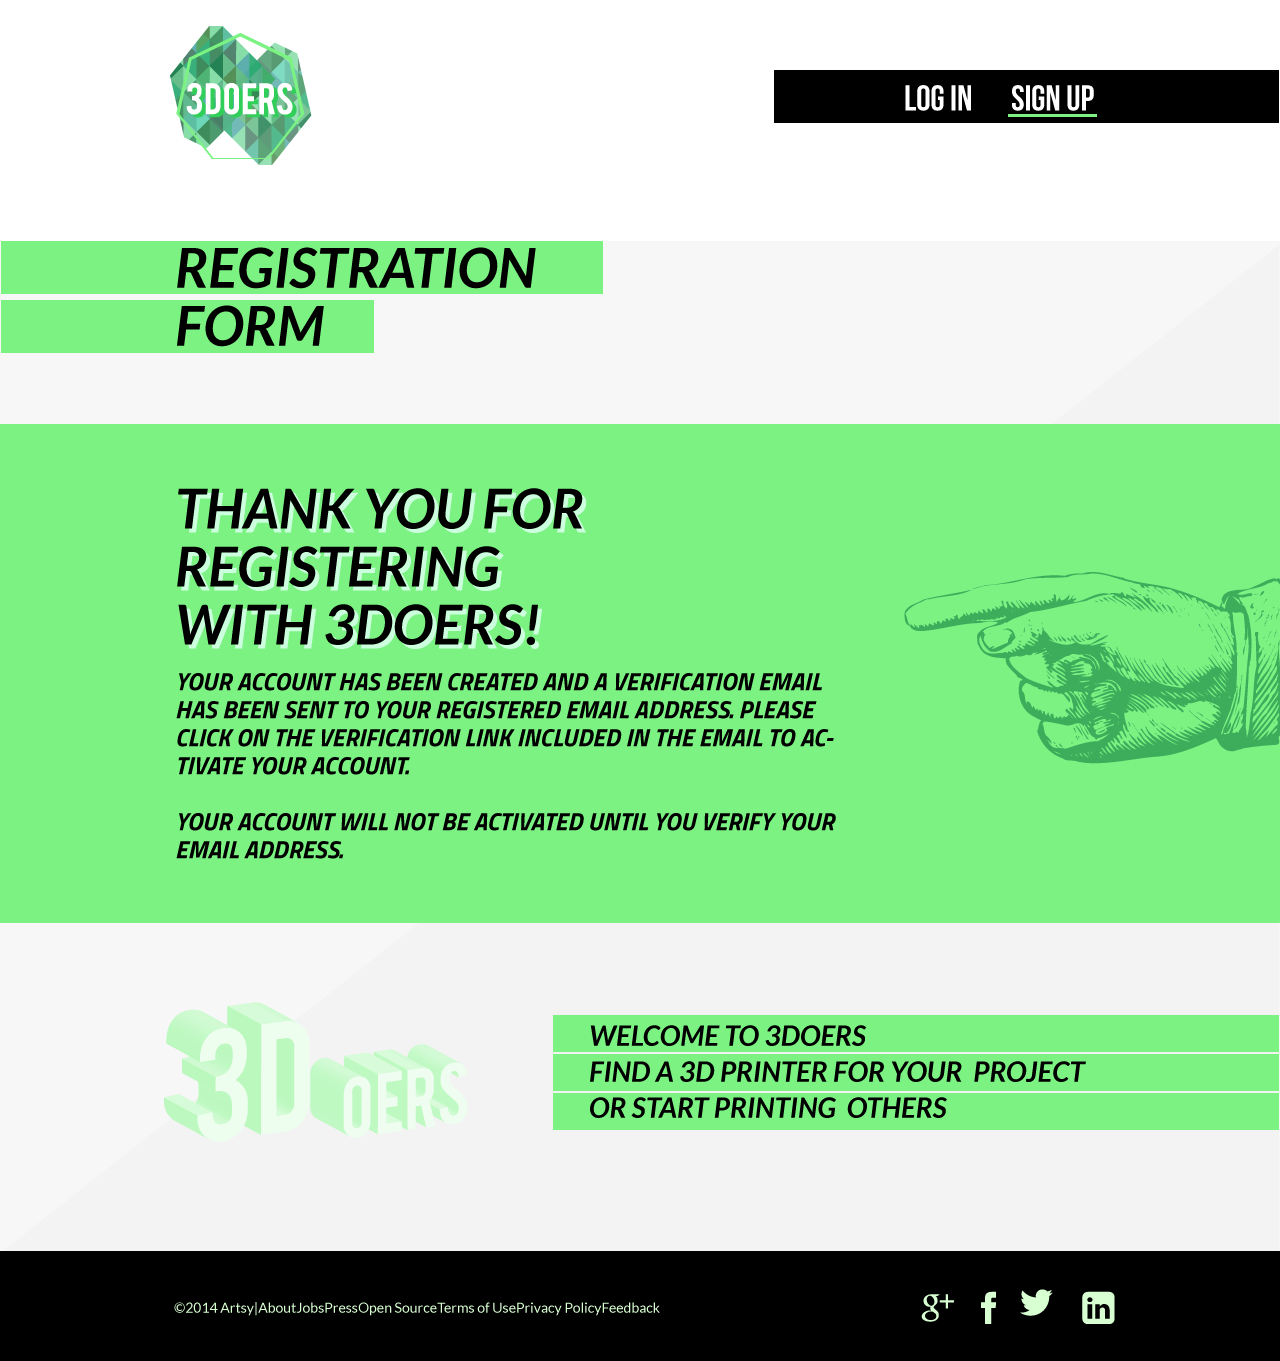 3DOERS
LOG IN SIGN UP
REGISTRATION
FORM
THANK YOU FOR
REGISTERING
WITH 3DOERS!
YOUR ACCOUNT HAS BEEN CREATED AND A VERIFICATION EMAIL
HAS BEEN SENT TO YOUR REGISTERED EMAIL ADDRESS. PLEASE
CLICK ON THE VERIFICATION LINK INCLUDED IN THE EMAIL TO AC-
TIVATE YOUR ACCOUNT.
YOUR ACCOUNT WILL NOT BE ACTIVATED UNTIL YOU VERIFY YOUR
EMAIL ADDRESS.
3DOERS
WELCOME TO 3DOERS
FIND A 3D PRINTER FOR YOUR PROJECT
OR START PRINTING OTHERS
©2014 Artsy|AboutJobsPressOpen SourceTerms of UsePrivacy PolicyFeedback
g+ f in